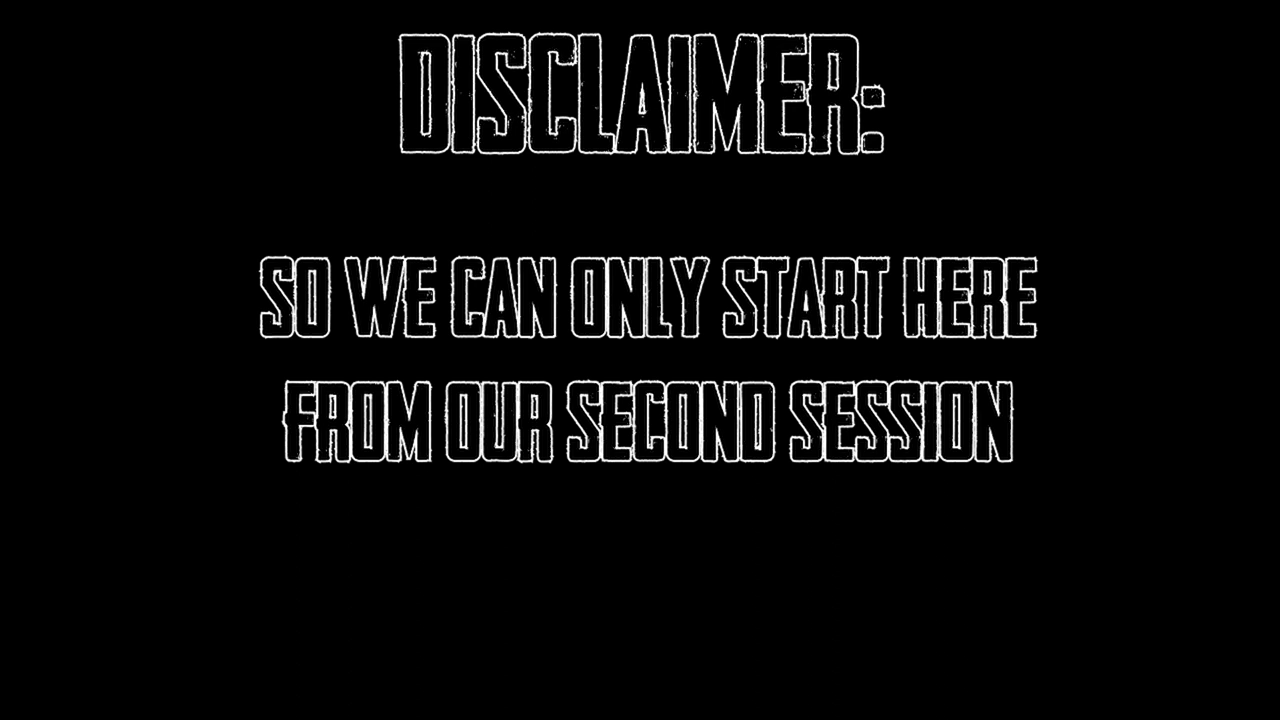 DISCLAIMER:
SO WE CAN ONLY START HERE
FROM OUR SECOND SESSION